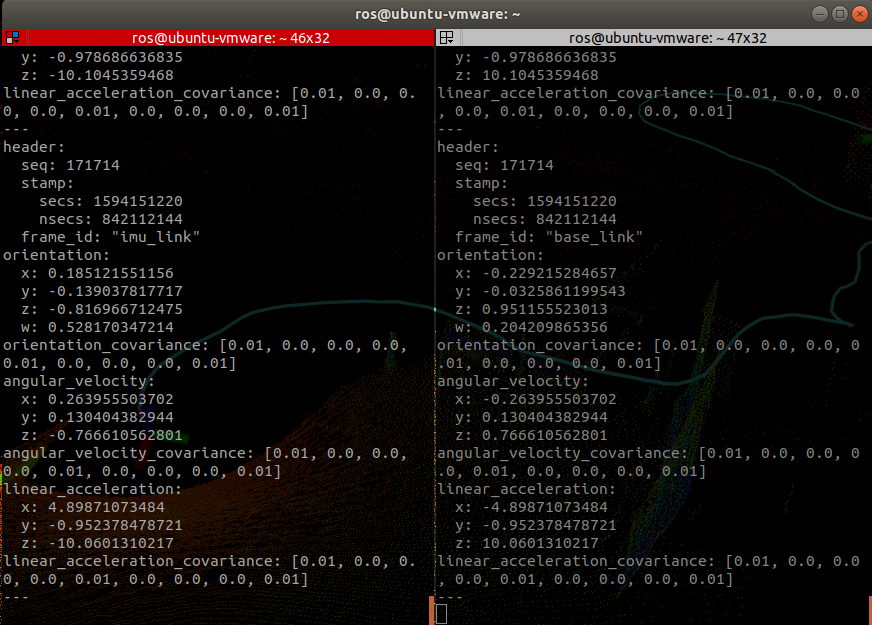 ros@ubuntu-vmware: ~
ros@ubuntu-vmware: ~ 46x32
  y: -0.978686636835
  z: -10.1045359468
linear_acceleration_covariance: [0.01, 0.0, 0.
0, 0.0, 0.01, 0.0, 0.0, 0.0, 0.01]
---
header:
  seq: 171714
  stamp:
    secs: 1594151220
    nsecs: 842112144
  frame_id: "imu_link"
orientation:
  x: 0.185121551156
  y: -0.139037817717
  z: -0.816966712475
  w: 0.528170347214
orientation_covariance: [0.01, 0.0, 0.0, 0.0,
0.01, 0.0, 0.0, 0.0, 0.01]
angular_velocity:
  x: 0.263955503702
  y: 0.130404382944
  z: -0.766610562801
angular_velocity_covariance: [0.01, 0.0, 0.0,
0.0, 0.01, 0.0, 0.0, 0.0, 0.01]
linear_acceleration:
  x: 4.89871073484
  y: -0.952378478721
  z: -10.0601310217
linear_acceleration_covariance: [0.01, 0.0, 0.
0, 0.0, 0.01, 0.0, 0.0, 0.0, 0.01]
---
ros@ubuntu-vmware: ~ 47x32
  y: -0.978686636835
  z: 10.1045359468
linear_acceleration_covariance: [0.01, 0.0, 0.0
, 0.0, 0.01, 0.0, 0.0, 0.0, 0.01]
---
header:
  seq: 171714
  stamp:
    secs: 1594151220
    nsecs: 842112144
  frame_id: "base_link"
orientation:
  x: -0.229215284657
  y: -0.0325861199543
  z: 0.951155523013
  w: 0.204209865356
orientation_covariance: [0.01, 0.0, 0.0, 0.0, 0
.01, 0.0, 0.0, 0.0, 0.01]
angular_velocity:
  x: -0.263955503702
  y: 0.130404382944
  z: 0.766610562801
angular_velocity_covariance: [0.01, 0.0, 0.0, 0
.0, 0.01, 0.0, 0.0, 0.0, 0.01]
linear_acceleration:
  x: -4.89871073484
  y: -0.952378478721
  z: 10.0601310217
linear_acceleration_covariance: [0.01, 0.0, 0.0
, 0.0, 0.01, 0.0, 0.0, 0.0, 0.01]
---